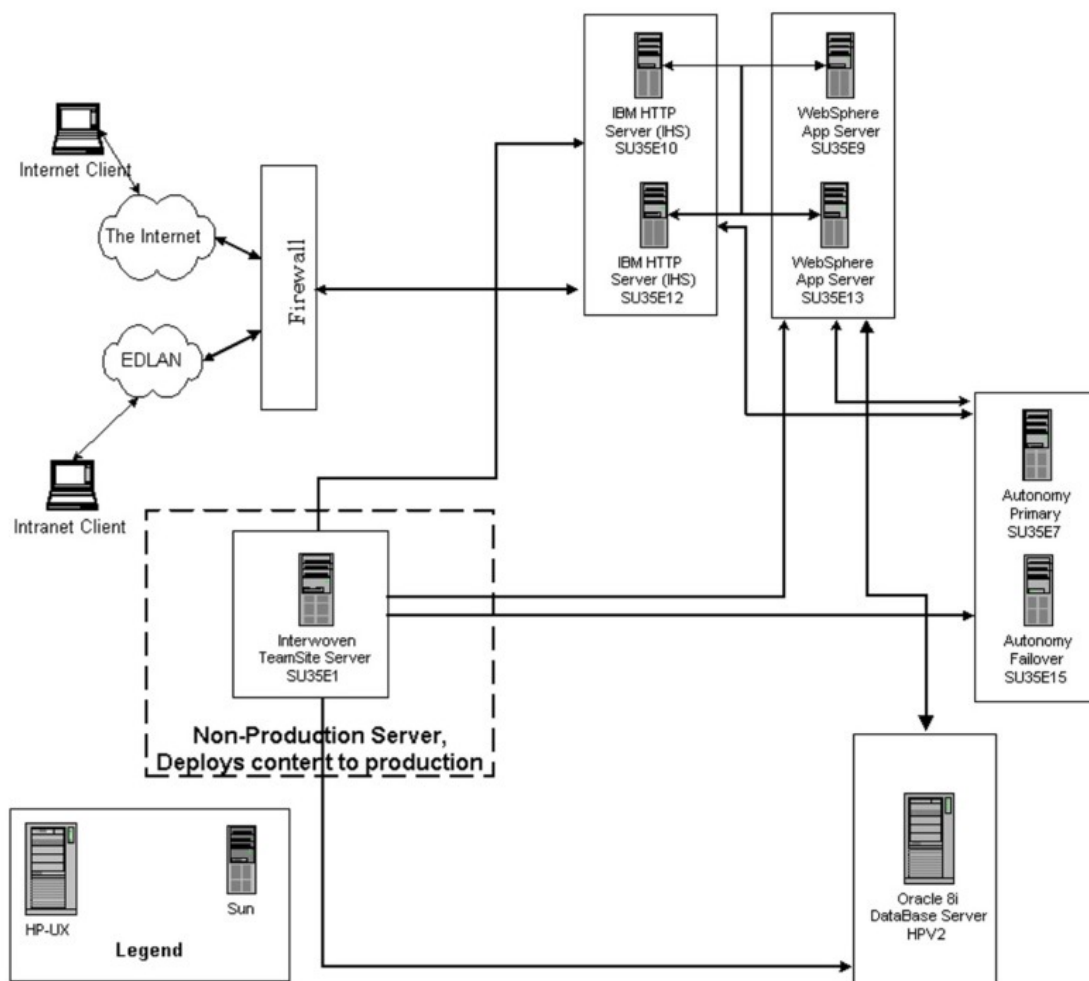 Internet Client
The Internet
EDLAN
Intranet Client
Firewall
IBM HTTP
Server (IHS)
SU35E10
IBM HTTP
Server (IHS)
SU35E12
WebSphere
App Server
SU35E9
WebSphere
App Server
SU35E13
Autonomy
Primary
SU35E7
Autonomy
Failover
SU35E15
Interwoven
TeamSite Server
SU35E1
Non-Production Server,
Deploys content to production
Oracle 8i
DataBase Server
HPV2
HP-UX
Sun
Legend